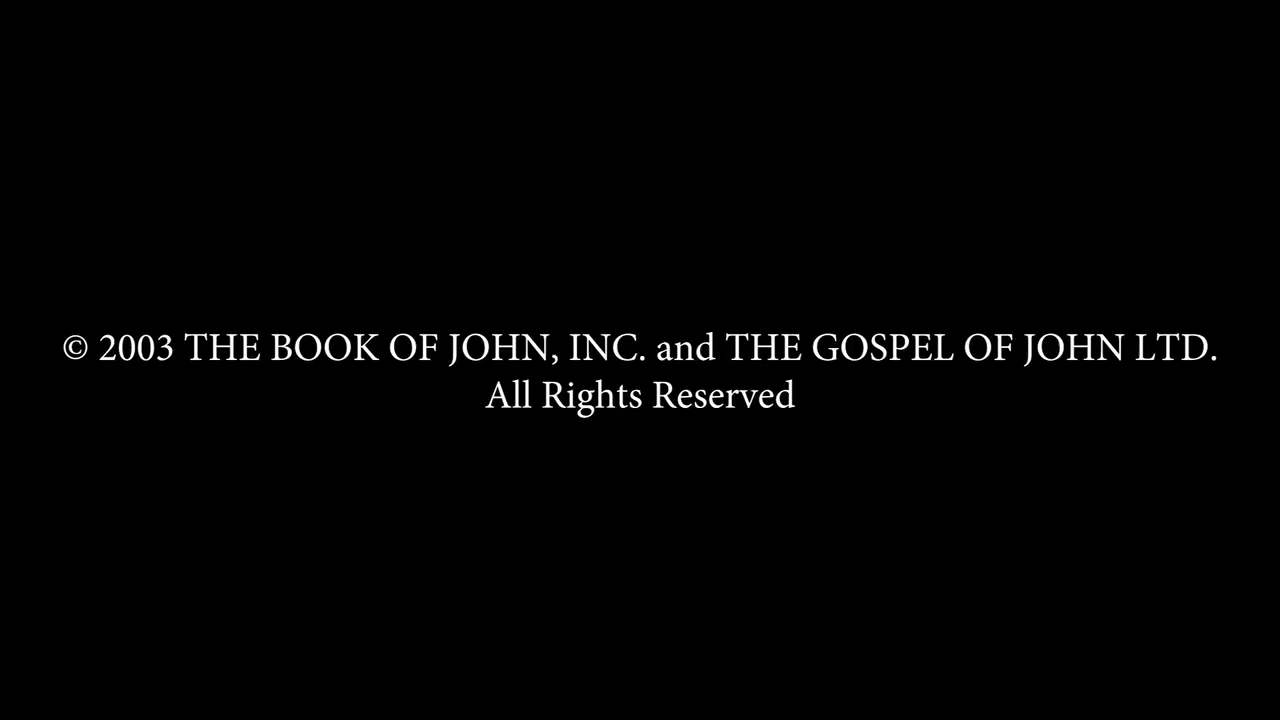 © 2003 THE BOOK OF JOHN, INC. and THE GOSPEL OF JOHN LTD.
All Rights Reserved